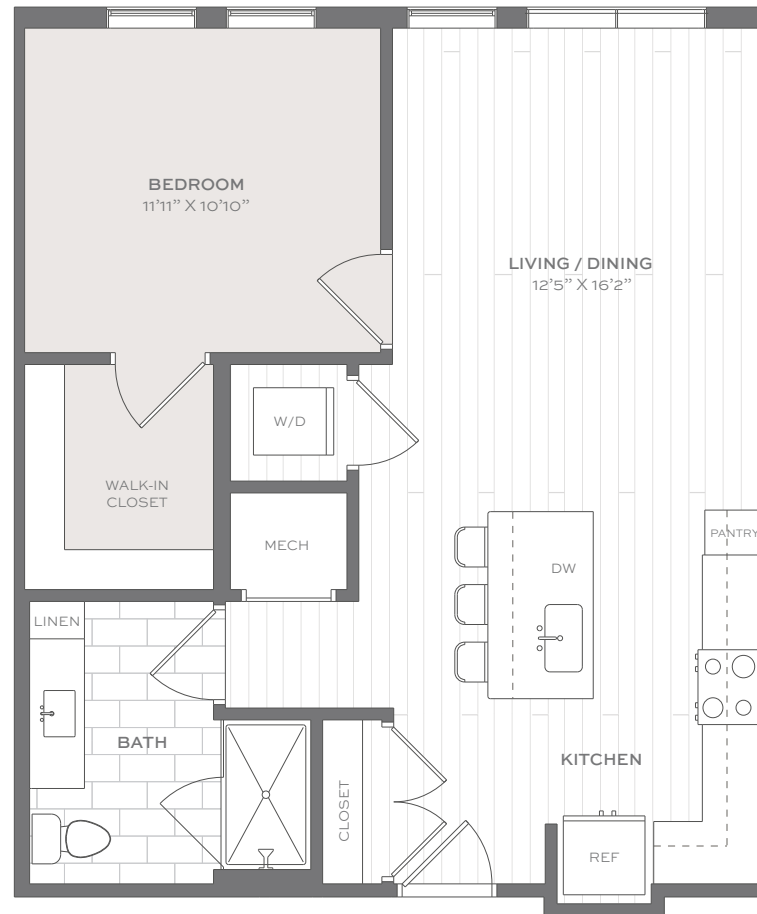 BEDROOM
11'11" X 10'10"
LIVING / DINING
12'5" X 16'2"
W/D
WALK-IN
CLOSET
MECH
PANTRY
DW
LINEN
BATH
KITCHEN
CLOSET
REF